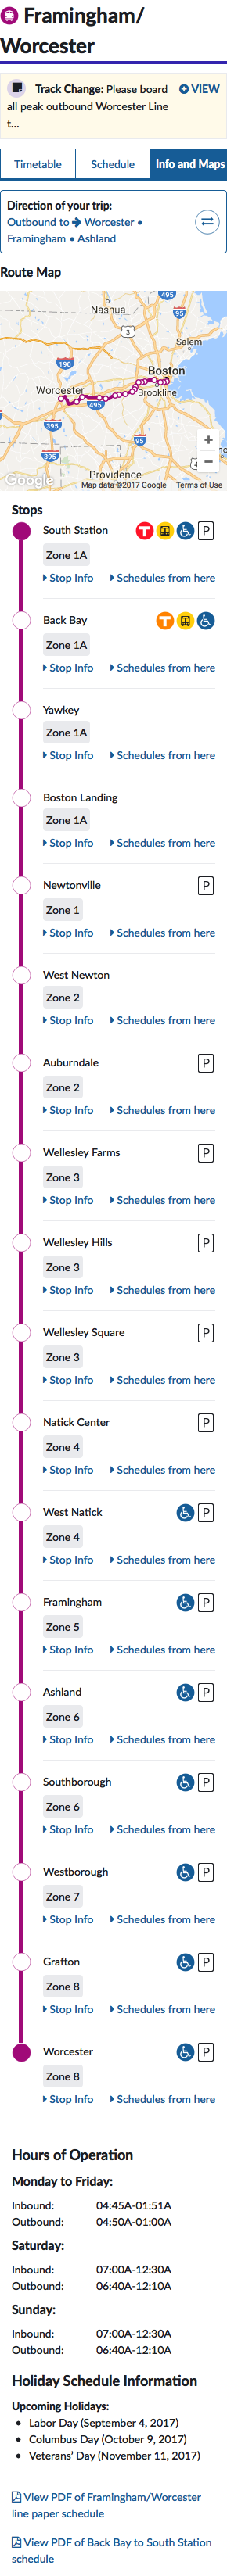 Framingham/
Worcester
Track Change: Please board
all peak outbound Worcester Line
t...
VIEW
Timetable
Schedule
Info and Maps
Direction of your trip:
Outbound to → Worcester •
Framingham • Ashland
Route Map
495
Nashua
95
3
Salem
190
Boston
Worcester
Brookline
495
395
95
395
Providence
+
−
Google
Map data ©2017 Google
Terms of Use
Stops
South Station
T
P
Zone 1A
Stop Info
Schedules from here
Back Bay
T
Zone 1A
Stop Info
Schedules from here
Yawkey
Zone 1A
Stop Info
Schedules from here
Boston Landing
Zone 1A
Stop Info
Schedules from here
Newtonville
P
Zone 1
Stop Info
Schedules from here
West Newton
Zone 2
Stop Info
Schedules from here
Auburndale
P
Zone 2
Stop Info
Schedules from here
Wellesley Farms
P
Zone 3
Stop Info
Schedules from here
Wellesley Hills
P
Zone 3
Stop Info
Schedules from here
Wellesley Square
P
Zone 3
Stop Info
Schedules from here
Natick Center
P
Zone 4
Stop Info
Schedules from here
West Natick
P
Zone 4
Stop Info
Schedules from here
Framingham
P
Zone 5
Stop Info
Schedules from here
Ashland
P
Zone 6
Stop Info
Schedules from here
Southborough
P
Zone 6
Stop Info
Schedules from here
Westborough
P
Zone 7
Stop Info
Schedules from here
Grafton
P
Zone 8
Stop Info
Schedules from here
Worcester
P
Zone 8
Stop Info
Schedules from here
Hours of Operation
Monday to Friday:
Inbound: 04:45A-01:51A
Outbound: 04:50A-01:00A
Saturday:
Inbound: 07:00A-12:30A
Outbound: 06:40A-12:10A
Sunday:
Inbound: 07:00A-12:30A
Outbound: 06:40A-12:10A
Holiday Schedule Information
Upcoming Holidays:
• Labor Day (September 4, 2017)
• Columbus Day (October 9, 2017)
• Veterans' Day (November 11, 2017)
View PDF of Framingham/Worcester
line paper schedule
View PDF of Back Bay to South Station
schedule